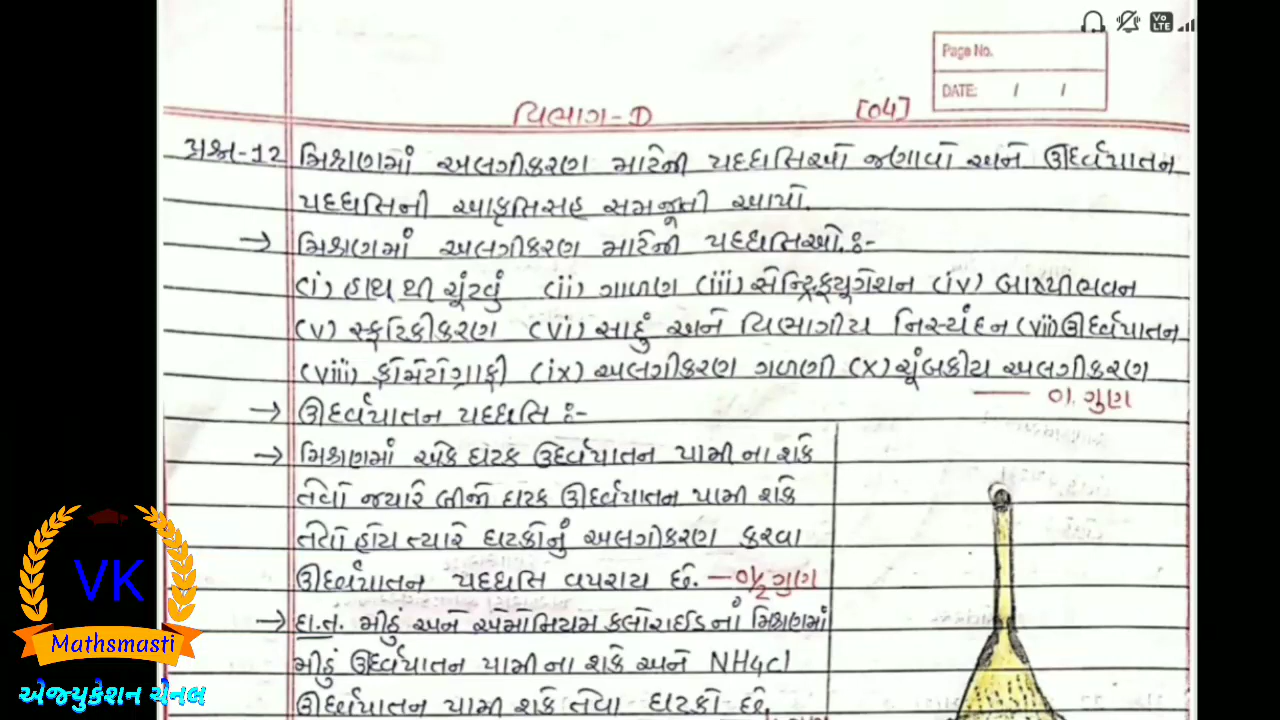 Vo LTE
Page No.
DATE: / /
વિભાગ-D [04]
પ્રશ્ન-12 મિશ્રણમાં અલગીકરણ માટેની પદ્ધતિઓ જણાવો અને ઊર્ધ્વપાતન
પદ્ધતિની આકૃતિસહ સમજૂતી આપો.
→ મિશ્રણમાં અલગીકરણ માટેની પદ્ધતિઓ.:-
(i) હાથ થી ચૂંટવું (ii) ગાળણ (iii) સેન્ટ્રિફ્યુગેશન (iv) બાષ્પીભવન
(v) સ્ફટિકીકરણ (vi) સાદું અને વિભાગીય નિસ્યંદન (vii) ઊર્ધ્વપાતન
(viii) ક્રોમેટોગ્રાફી (ix) અલગીકરણ ગળણી (x) ચૂંબકીય અલગીકરણ
— 01 ગુણ
→ ઊર્ધ્વપાતન પદ્ધતિ :-
→ મિશ્રણમાં એક ઘટક ઉર્ધ્વપાતન પામી ના શકે
તેવો જ્યારે બીજો ઘટક ઊર્ધ્વપાતન પામી શકે
તેવો હોય ત્યારે ઘટકોનું અલગીકરણ કરવા
ઊર્ધ્વપાતન પદ્ધતિ વપરાય છે. — 0½ ગુણ
→ દા.ત. મીઠું અને એમોનિયમ ક્લોરાઈડનાં મિશ્રણમાં
મીઠું ઉર્ધ્વપાતન પામી ના શકે અને NH4Cl
ઊર્ધ્વપાતન પામી શકે તેવા ઘટકો છે.
VK
Mathsmasti
એજ્યુકેશન ચેનલ